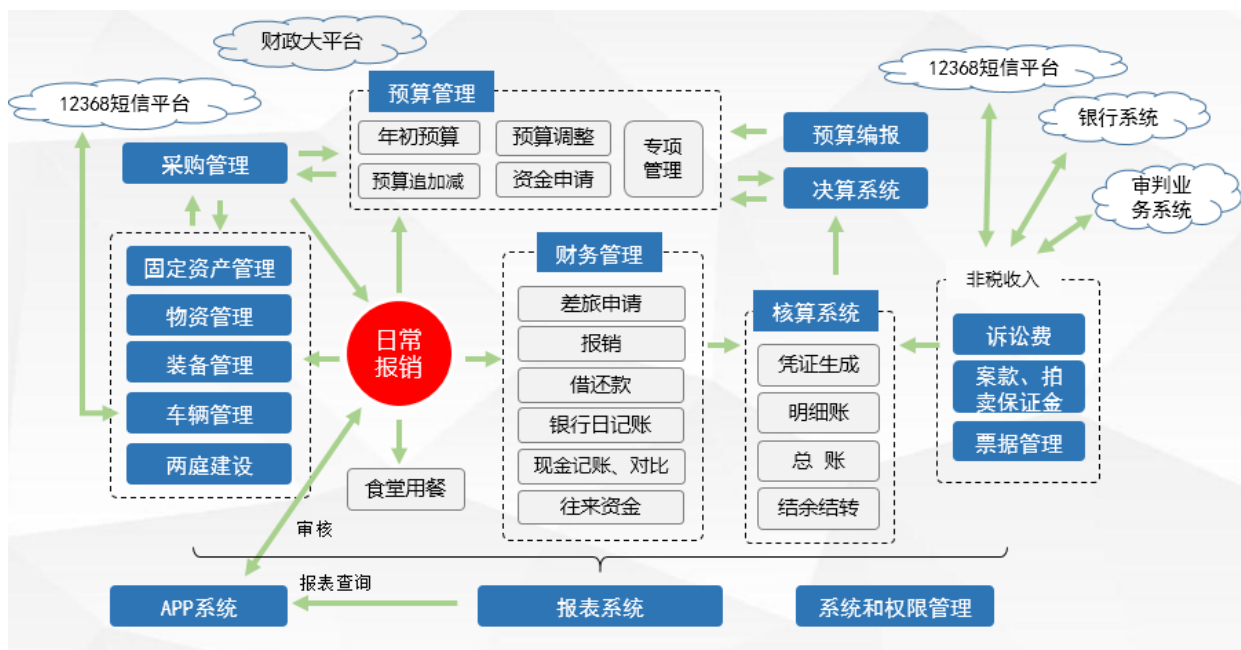 财政大平台
12368短信平台
12368短信平台
银行系统
审判业
务系统
预算管理
年初预算
预算调整
预算追加减
资金申请
专项
管理
采购管理
预算编报
决算系统
固定资产管理
物资管理
装备管理
车辆管理
两庭建设
日常
报销
食堂用餐
财务管理
差旅申请
报销
借还款
银行日记账
现金记账、对比
往来资金
核算系统
凭证生成
明细账
总 账
结余结转
非税收入
诉讼费
案款、拍
卖保证金
票据管理
审核
报表查询
APP系统
报表系统
系统和权限管理